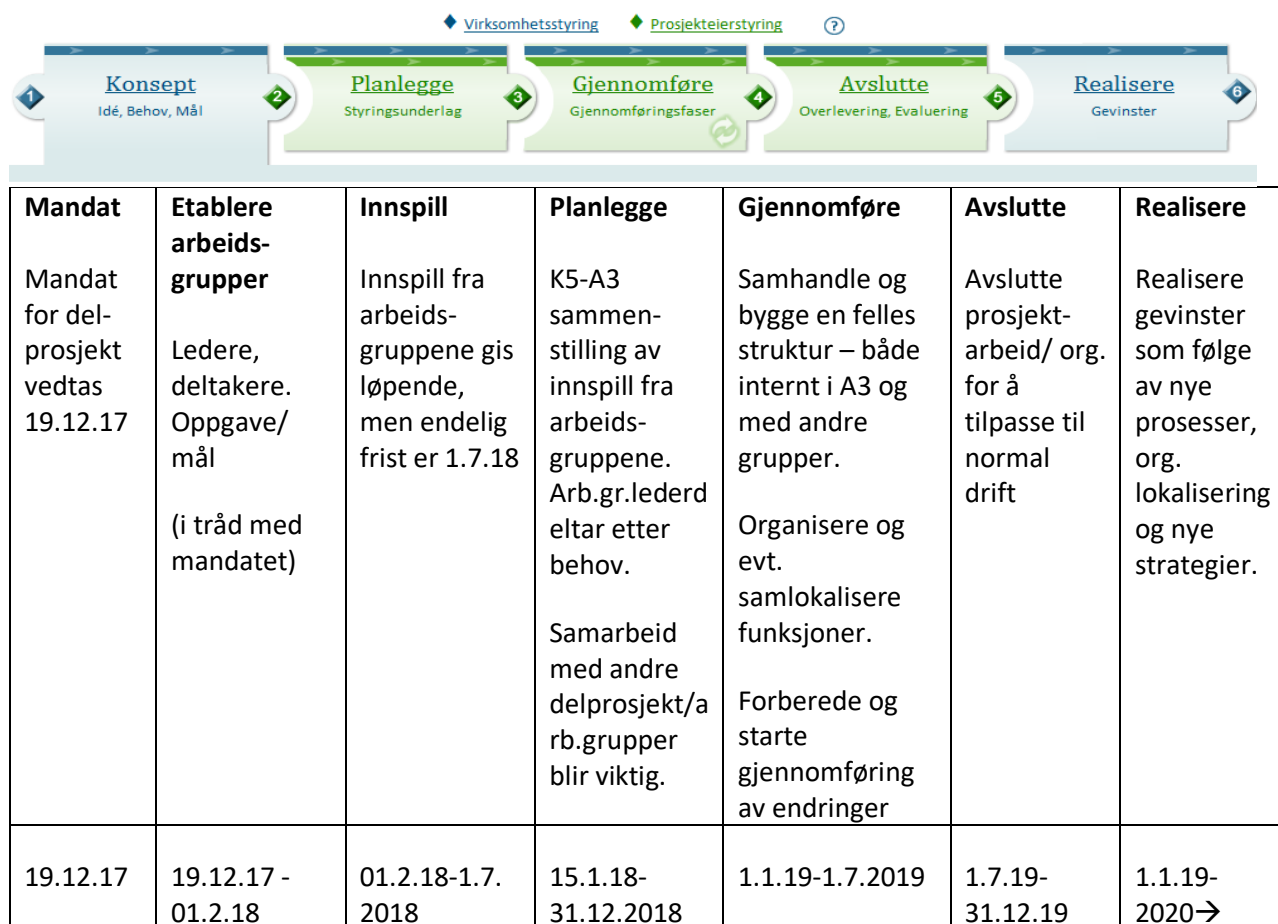 Virksomhetsstyring Prosjekteierstyring ?
1 Konsept 2 Planlegge 3 Gjennomføre 4 Avslutte 5 Realisere 6
Idé, Behov, Mål Styringsunderlag Gjennomføringsfaser Overlevering, Evaluering Gevinster
Mandat
Mandat
for del-
prosjekt
vedtas
19.12.17
Etablere
arbeids-
grupper
Ledere,
deltakere.
Oppgave/
mål
(i tråd med
mandatet)
Innspill
Innspill fra
arbeids-
gruppene gis
løpende,
men endelig
frist er 1.7.18
Planlegge
K5-A3
sammen-
stilling av
innspill fra
arbeids-
gruppene.
Arb.gr.lederd
eltar etter
behov.
Samarbeid
med andre
delprosjekt/a
rb.grupper
blir viktig.
Gjennomføre
Samhandle og
bygge en felles
struktur – både
internt i A3 og
med andre
grupper.
Organisere og
evt.
samlokalisere
funksjoner.
Forberede og
starte
gjennomføring
av endringer
Avslutte
Avslutte
prosjekt-
arbeid/ org.
for å
tilpasse til
normal
drift
Realisere
Realisere
gevinster
som følge
av nye
prosesser,
org.
lokalisering
og nye
strategier.
19.12.17
19.12.17 -
01.2.18
01.2.18-1.7.
2018
15.1.18-
31.12.2018
1.1.19-1.7.2019
1.7.19-
31.12.19
1.1.19-
2020→